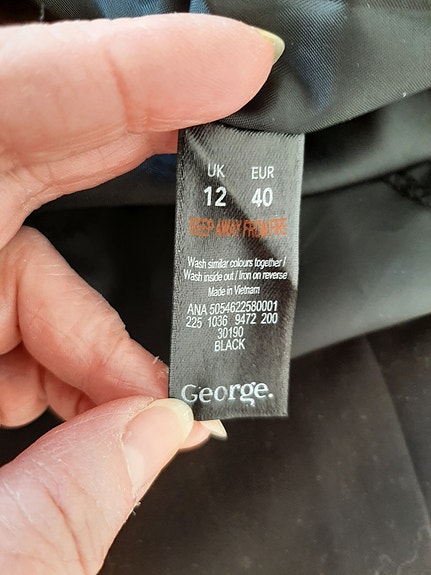 UK EUR
12 40
KEEP AWAY FROM FIRE
Wash similar colours together /
Wash inside out / Iron on reverse
Made in Vietnam
ANA 5054622580001
225 1036 9472 200
30190
BLACK
George.